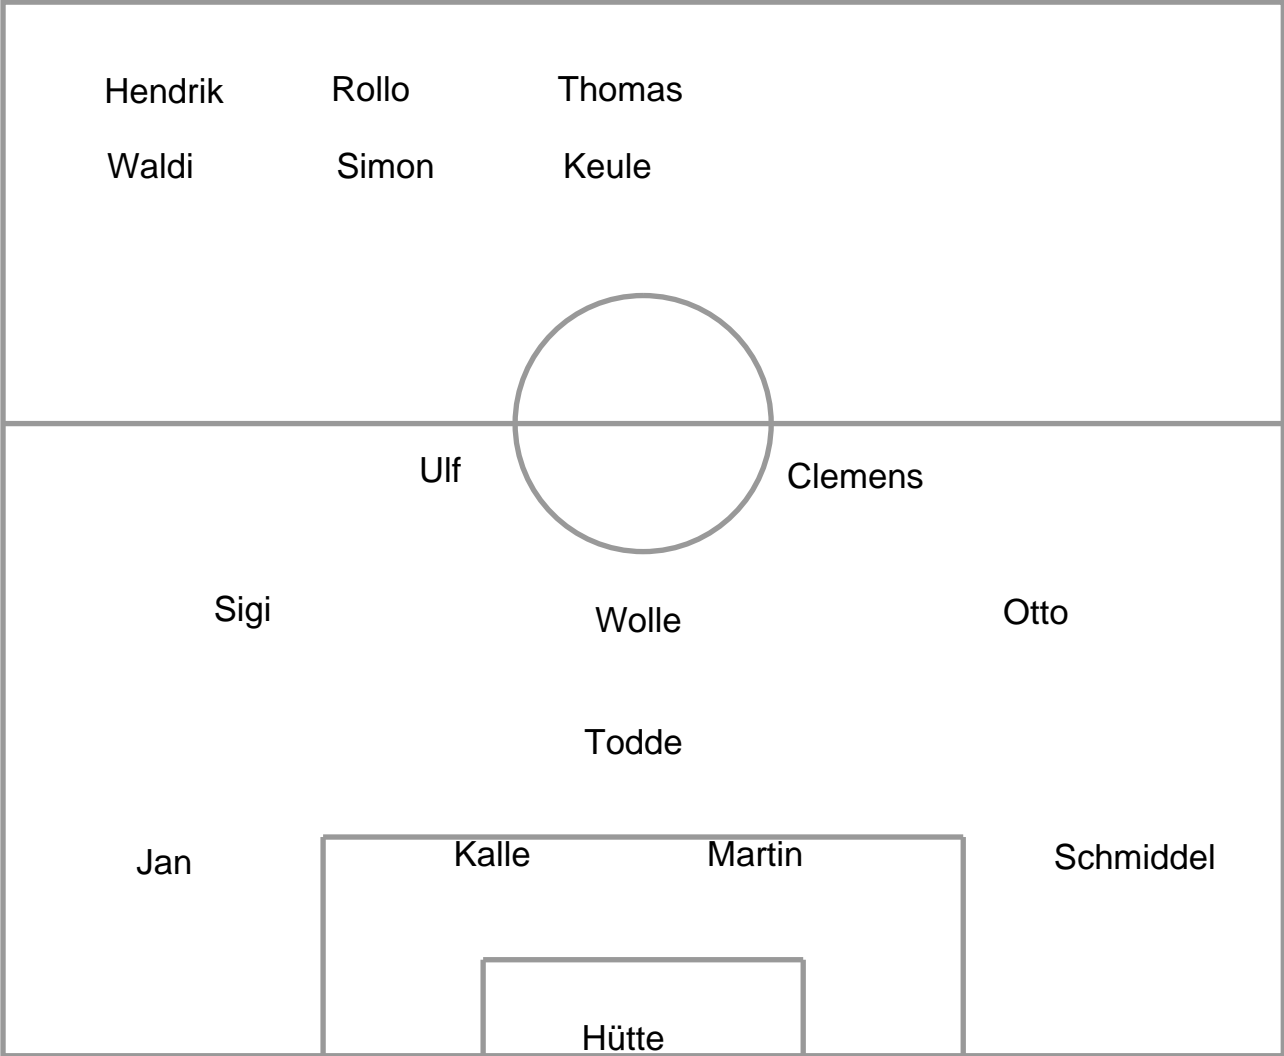 Hendrik Rollo Thomas
Waldi Simon Keule
Ulf Clemens
Sigi Wolle Otto
Todde
Jan Kalle Martin Schmiddel
Hütte